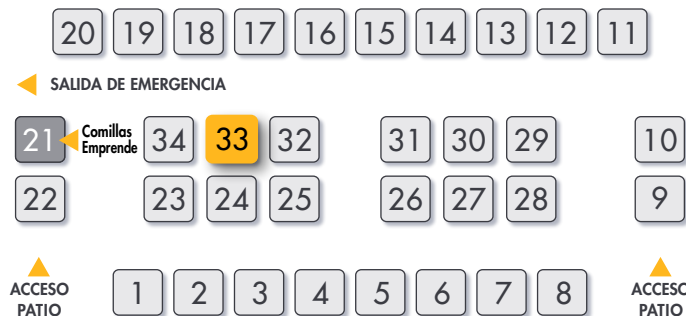 20 19 18 17 16 15 14 13 12 11
SALIDA DE EMERGENCIA
21 Comillas Emprende 34 33 32 31 30 29 10
22 23 24 25 26 27 28 9
ACCESO PATIO
1 2 3 4 5 6 7 8
ACCESO PATIO